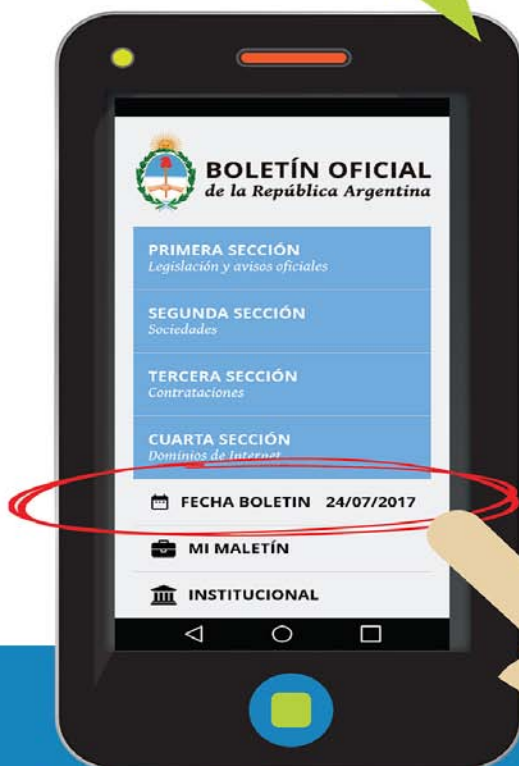 BOLETÍN OFICIAL
de la República Argentina
PRIMERA SECCIÓN
Legislación y avisos oficiales
SEGUNDA SECCIÓN
Sociedades
TERCERA SECCIÓN
Contrataciones
CUARTA SECCIÓN
Dominios de Internet
FECHA BOLETIN 24/07/2017
MI MALETÍN
INSTITUCIONAL